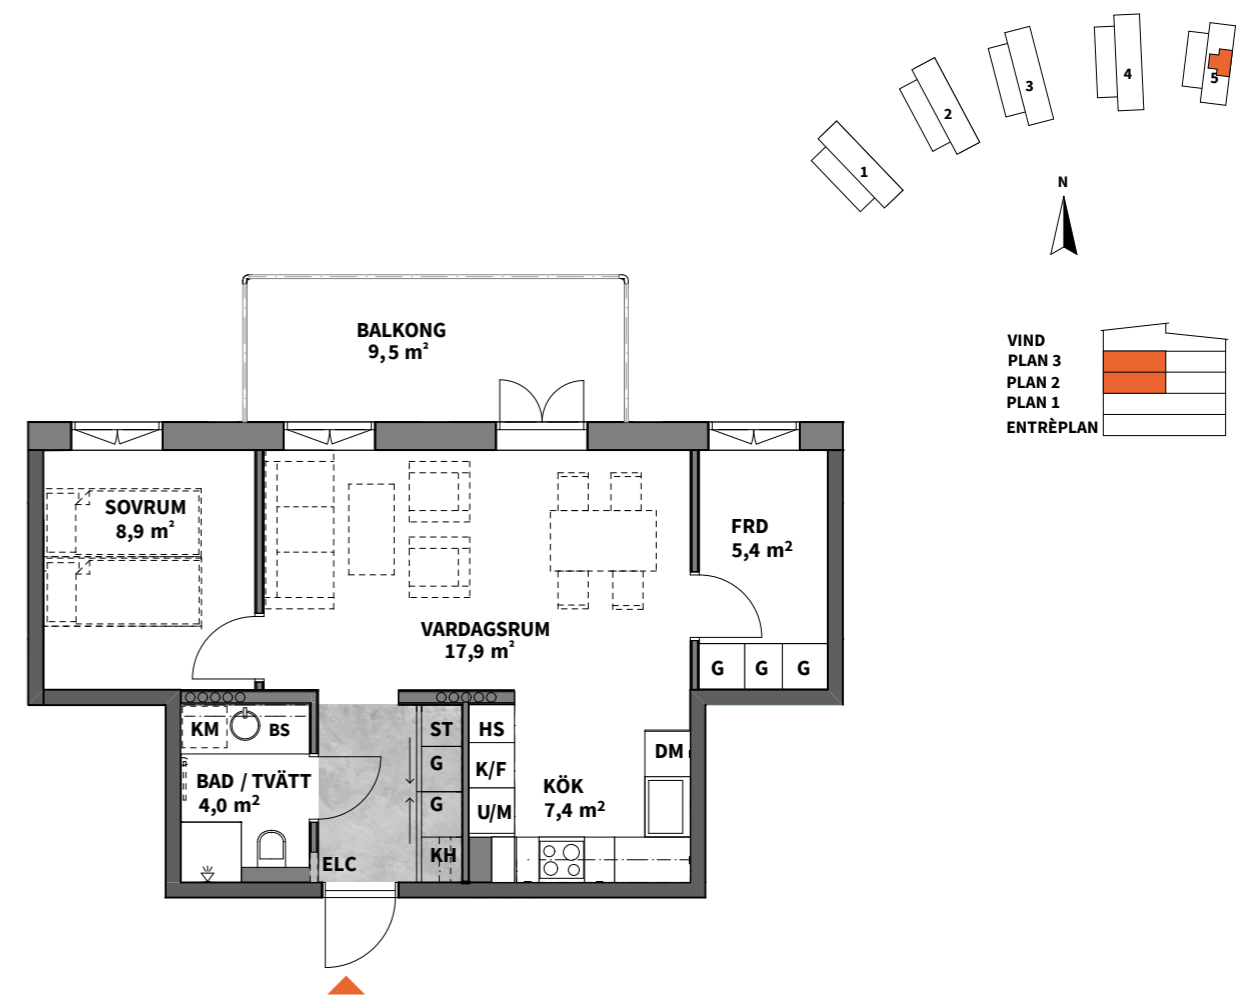 1
2
3
4
5
N
VIND
PLAN 3
PLAN 2
PLAN 1
ENTRÈPLAN
BALKONG
9,5 m²
SOVRUM
8,9 m²
VARDAGSRUM
17,9 m²
FRD
5,4 m²
G G G
KM BS
BAD / TVÄTT
4,0 m²
ELC
ST
G
G
KH
HS
K/F
U/M
KÖK
7,4 m²
DM